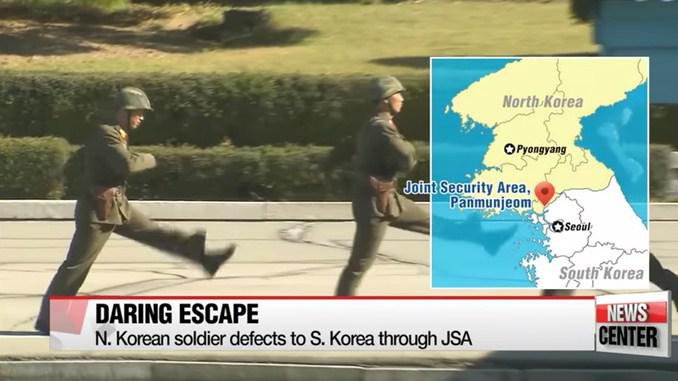 North Korea
Pyongyang
Joint Security Area,
Panmunjeom
Seoul
South Korea
DARING ESCAPE
N. Korean soldier defects to S. Korea through JSA
NEWS
CENTER